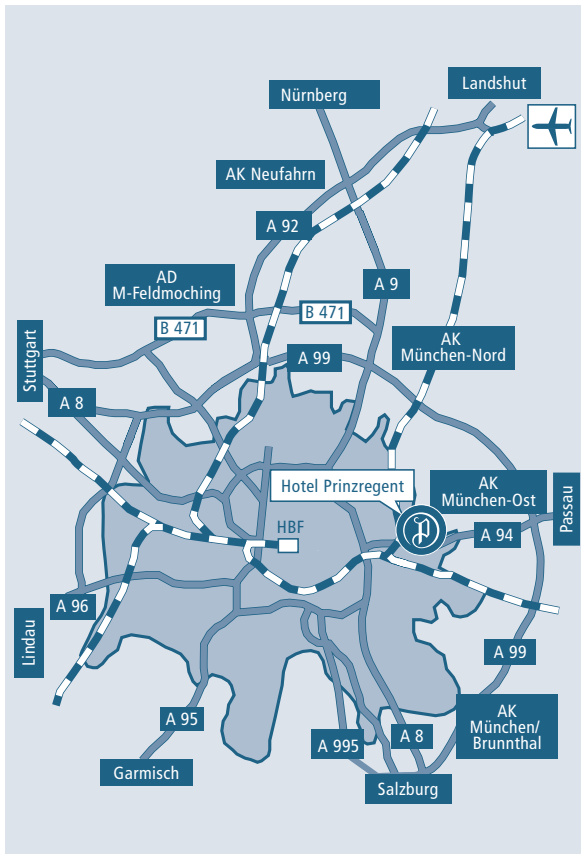 Landshut
Nürnberg
AK Neufahrn
A 92
AD
M-Feldmoching
A 9
B 471
B 471
AK
München-Nord
Stuttgart
A 99
A 8
Hotel Prinzregent
AK
München-Ost
Passau
P
HBF
A 94
A 96
Lindau
A 99
A 95
AK
München/
Brunnthal
A 995
A 8
Garmisch
Salzburg